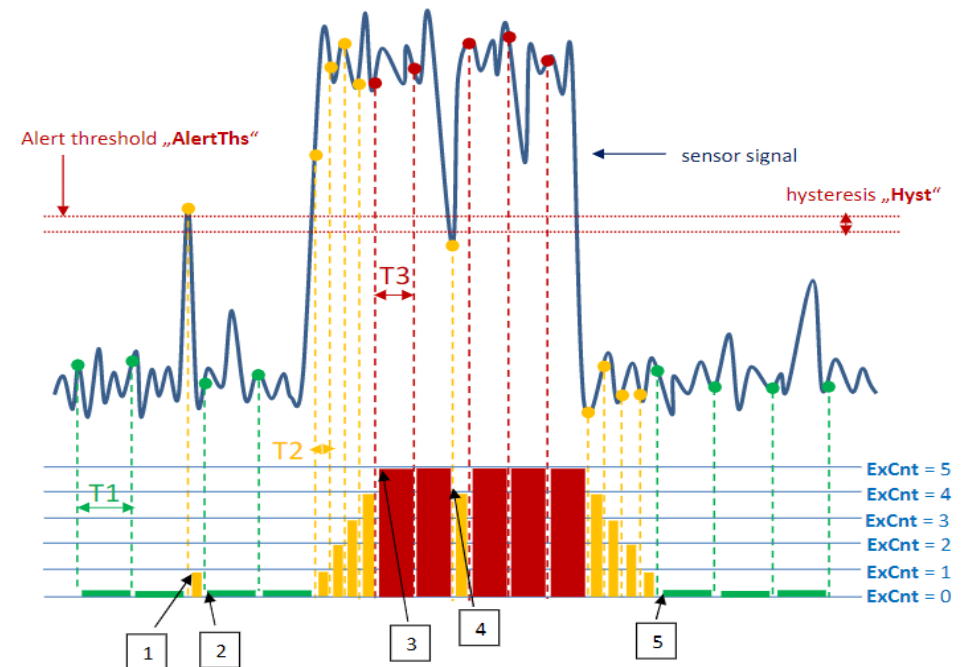 Alert threshold „AlertThs“
sensor signal
hysteresis „Hyst“
T3
T2
T1
ExCnt = 5
ExCnt = 4
ExCnt = 3
ExCnt = 2
ExCnt = 1
ExCnt = 0
1
2
3
4
5